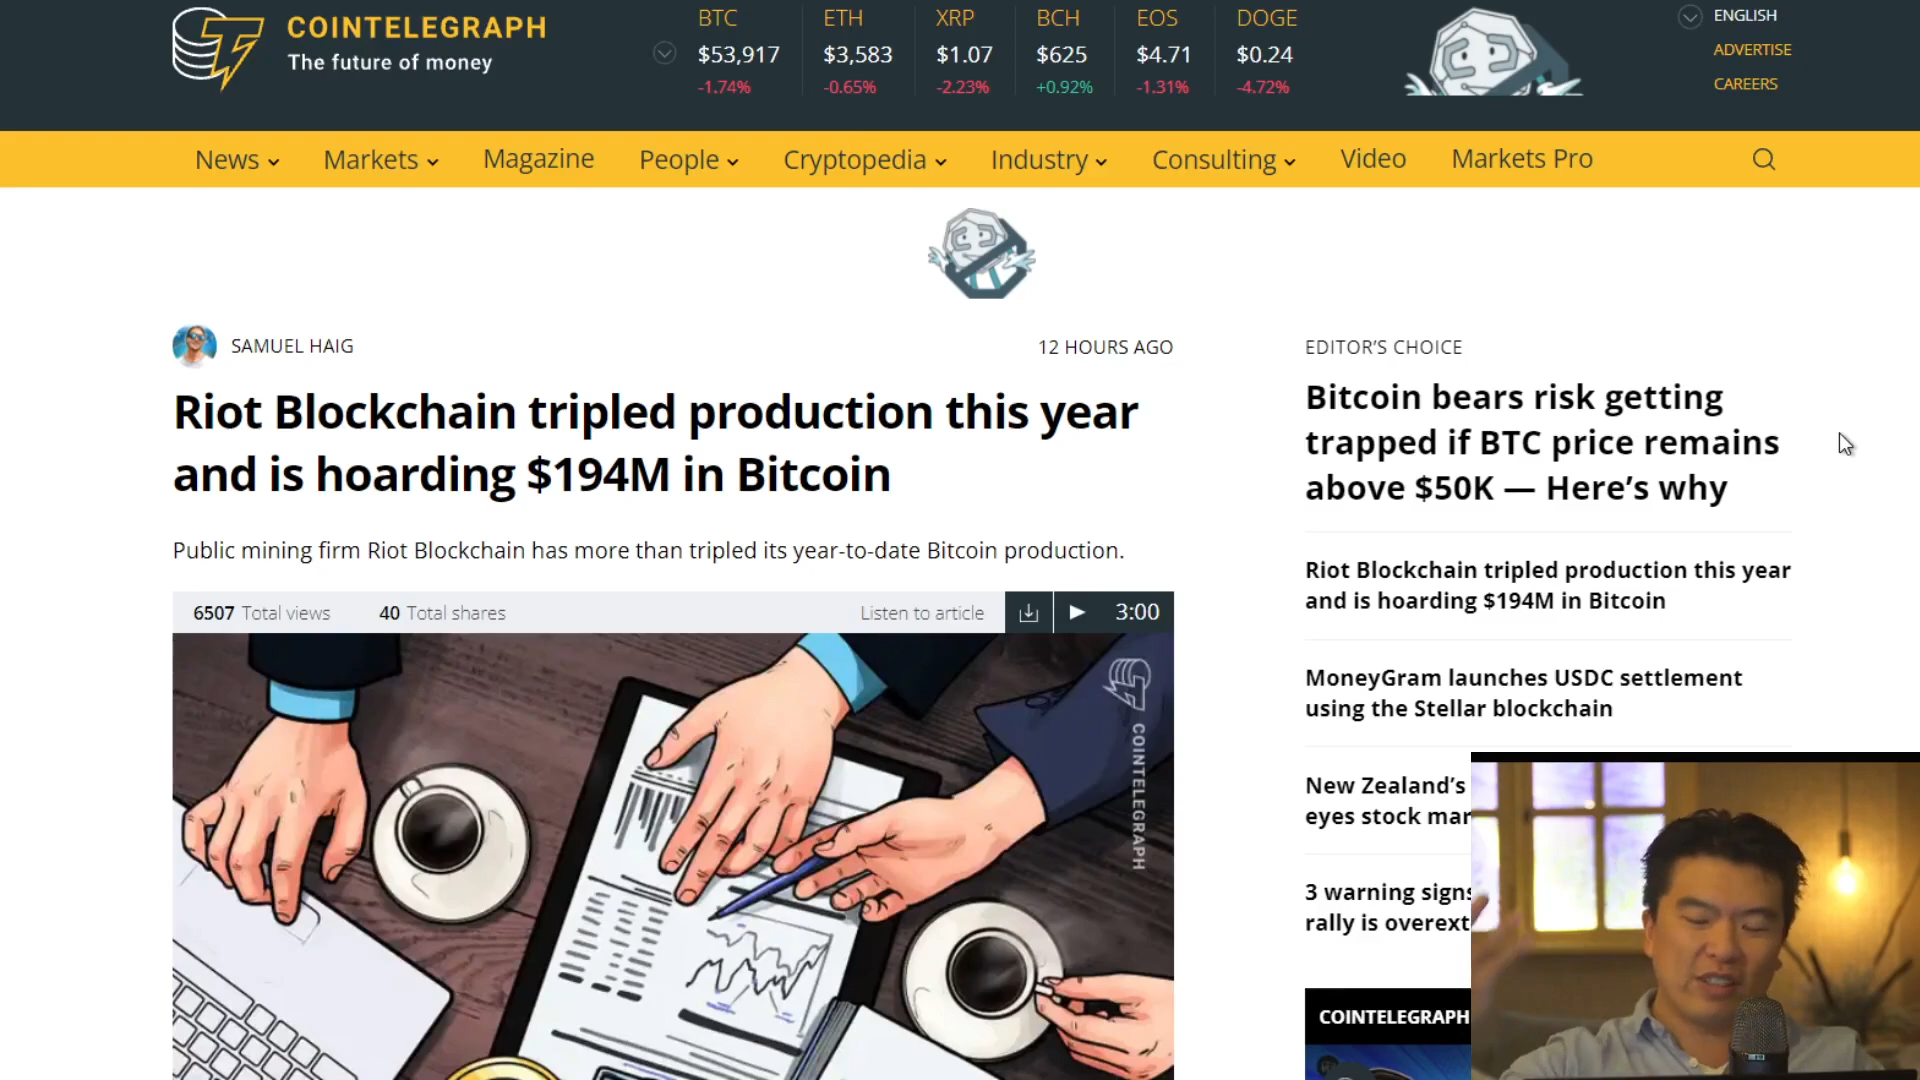 COINTELEGRAPH
The future of money
BTC
$53,917
-1.74%
ETH
$3,583
-0.65%
XRP
$1.07
-2.23%
BCH
$625
+0.92%
EOS
$4.71
-1.31%
DOGE
$0.24
-4.72%
ENGLISH
ADVERTISE
CAREERS
News Markets Magazine People Cryptopedia Industry Consulting Video Markets Pro
SAMUEL HAIG
12 HOURS AGO
Riot Blockchain tripled production this year
and is hoarding $194M in Bitcoin
Public mining firm Riot Blockchain has more than tripled its year-to-date Bitcoin production.
6507 Total views 40 Total shares Listen to article 3:00
COINTELEGRAPH
EDITOR'S CHOICE
Bitcoin bears risk getting
trapped if BTC price remains
above $50K — Here's why
Riot Blockchain tripled production this year
and is hoarding $194M in Bitcoin
MoneyGram launches USDC settlement
using the Stellar blockchain
New Zealand's
eyes stock mar
3 warning signs
rally is overext
COINTELEGRAPH